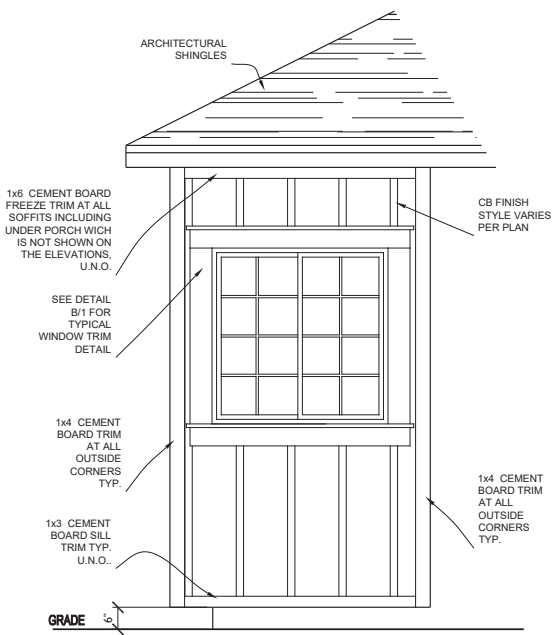 ARCHITECTURAL
SHINGLES
1x6 CEMENT BOARD
FREEZE TRIM AT ALL
SOFFITS INCLUDING
UNDER PORCH WICH
IS NOT SHOWN ON
THE ELEVATIONS,
U.N.O.
CB FINISH
STYLE VARIES
PER PLAN
SEE DETAIL
B/1 FOR
TYPICAL
WINDOW TRIM
DETAIL
1x4 CEMENT
BOARD TRIM
AT ALL
OUTSIDE
CORNERS
TYP.
1x4 CEMENT
BOARD TRIM
AT ALL
OUTSIDE
CORNERS
TYP.
1x3 CEMENT
BOARD SILL
TRIM TYP.
U.N.O..
GRADE
6"